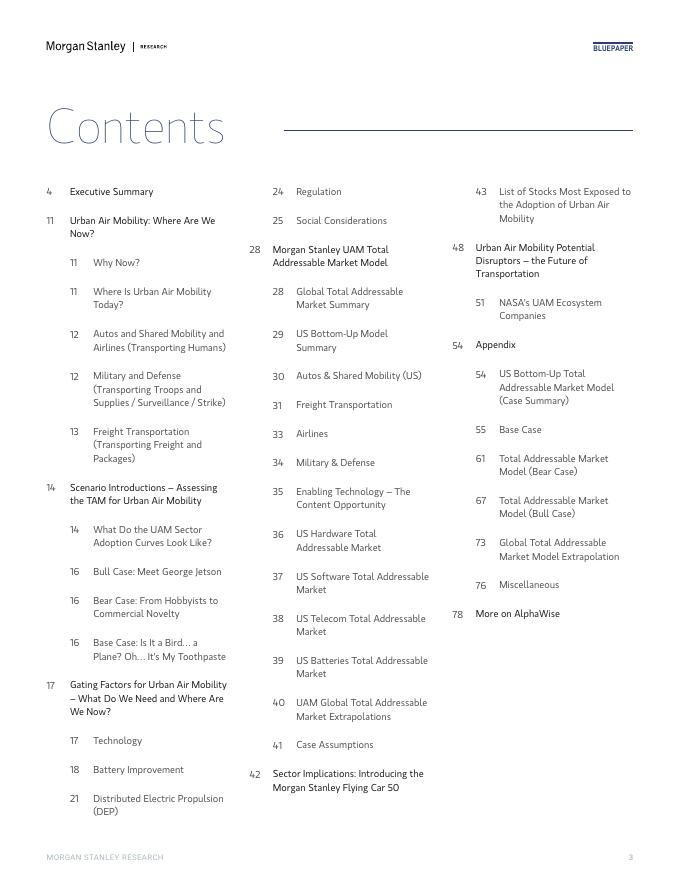 Morgan Stanley | RESEARCH
BLUEPAPER
Contents
4 Executive Summary
11 Urban Air Mobility: Where Are We
Now?
11 Why Now?
11 Where Is Urban Air Mobility
Today?
12 Autos and Shared Mobility and
Airlines (Transporting Humans)
12 Military and Defense
(Transporting Troops and
Supplies / Surveillance / Strike)
13 Freight Transportation
(Transporting Freight and
Packages)
14 Scenario Introductions – Assessing
the TAM for Urban Air Mobility
14 What Do the UAM Sector
Adoption Curves Look Like?
16 Bull Case: Meet George Jetson
16 Bear Case: From Hobbyists to
Commercial Novelty
16 Base Case: Is It a Bird... a
Plane? Oh... It's My Toothpaste
17 Gating Factors for Urban Air Mobility
– What Do We Need and Where Are
We Now?
17 Technology
18 Battery Improvement
21 Distributed Electric Propulsion
(DEP)
24 Regulation
25 Social Considerations
28 Morgan Stanley UAM Total
Addressable Market Model
28 Global Total Addressable
Market Summary
29 US Bottom-Up Model
Summary
30 Autos & Shared Mobility (US)
31 Freight Transportation
33 Airlines
34 Military & Defense
35 Enabling Technology – The
Content Opportunity
36 US Hardware Total
Addressable Market
37 US Software Total Addressable
Market
38 US Telecom Total Addressable
Market
39 US Batteries Total Addressable
Market
40 UAM Global Total Addressable
Market Extrapolations
41 Case Assumptions
42 Sector Implications: Introducing the
Morgan Stanley Flying Car 50
43 List of Stocks Most Exposed to
the Adoption of Urban Air
Mobility
48 Urban Air Mobility Potential
Disruptors – the Future of
Transportation
51 NASA's UAM Ecosystem
Companies
54 Appendix
54 US Bottom-Up Total
Addressable Market Model
(Case Summary)
55 Base Case
61 Total Addressable Market
Model (Bear Case)
67 Total Addressable Market
Model (Bull Case)
73 Global Total Addressable
Market Model Extrapolation
76 Miscellaneous
78 More on AlphaWise
MORGAN STANLEY RESEARCH
3